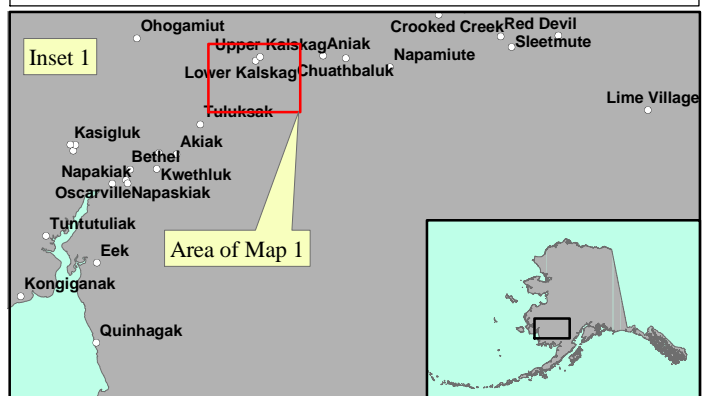 Ohogamiut
Crooked Creek
Red Devil
Inset 1
Upper Kalskag
Aniak
Sleetmute
Napamiute
Lower Kalskag
Chuathbaluk
Lime Village
Tuluksak
Kasigluk
Akiak
Bethel
Napakiak
Kwethluk
Oscarville
Napaskiak
Tuntutuliak
Area of Map 1
Eek
Kongiganak
Quinhagak